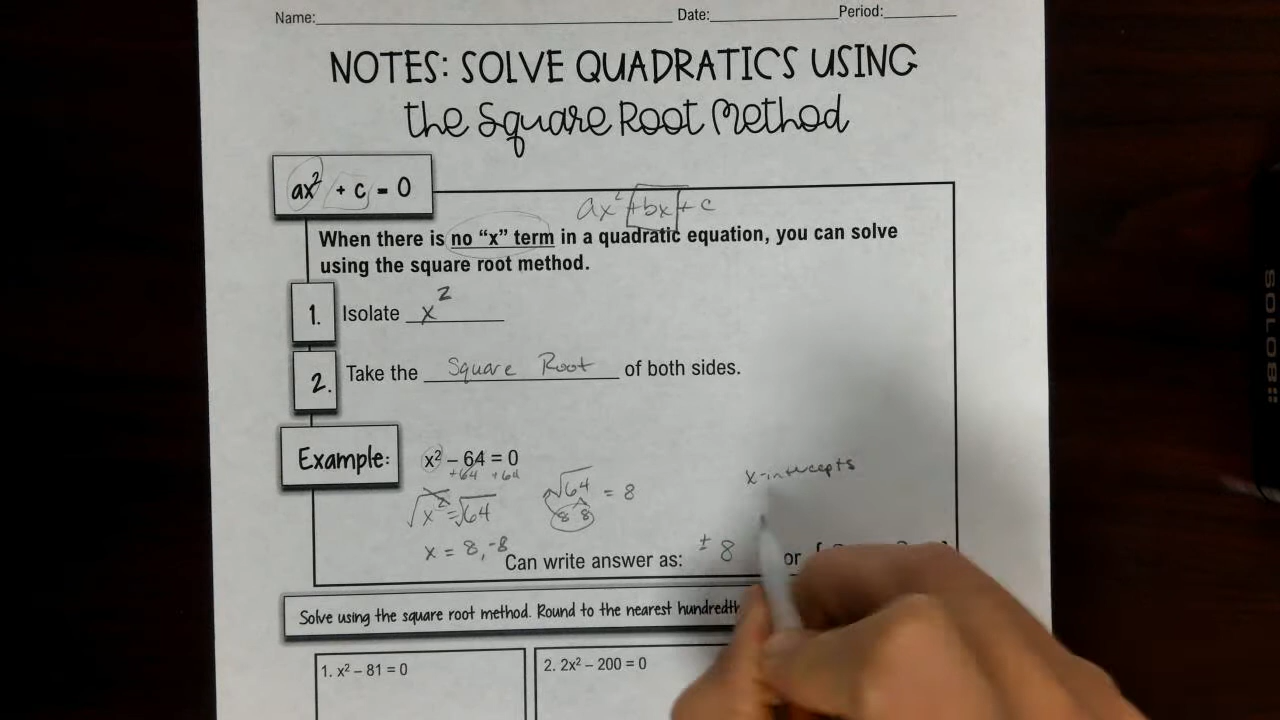 Name: Date: Period:
NOTES: SOLVE QUADRATICS USING
the Square Root Method
ax² + c = 0
ax² + bx + c
When there is no “x” term in a quadratic equation, you can solve
using the square root method.
1. Isolate x²
2. Take the Square Root of both sides.
Example: x² – 64 = 0
+64 +64
x-intercepts
√x² = √64
√64 = 8
8 8
x = 8, -8
Can write answer as: ± 8 or
Solve using the square root method. Round to the nearest
1. x² – 81 = 0
2. 2x² – 200 = 0
SOLO